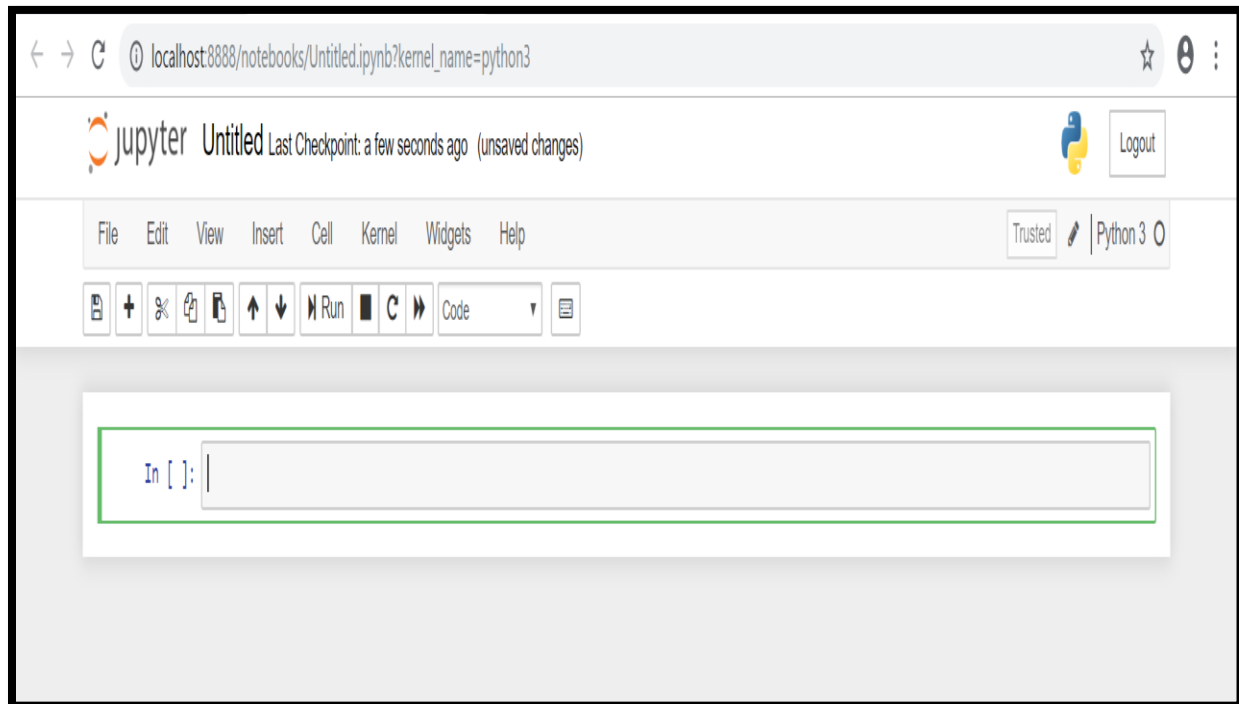 localhost:8888/notebooks/Untitled.ipynb?kernel_name=python3
jupyter Untitled Last Checkpoint: a few seconds ago (unsaved changes) Logout
File Edit View Insert Cell Kernel Widgets Help Trusted Python 3
Run Code
In [ ]: